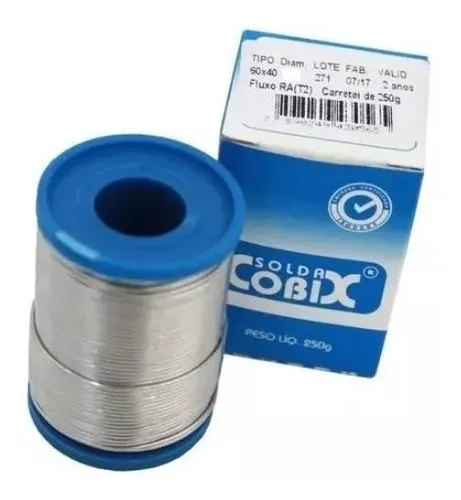 TIPO Diam. LOTE FAB. VALID
60x40 271 07/17 2 anos
Fluxo RA(T2) Carretel de 250g
SOLDA
COBIX®
PESO LÍQ. 250g